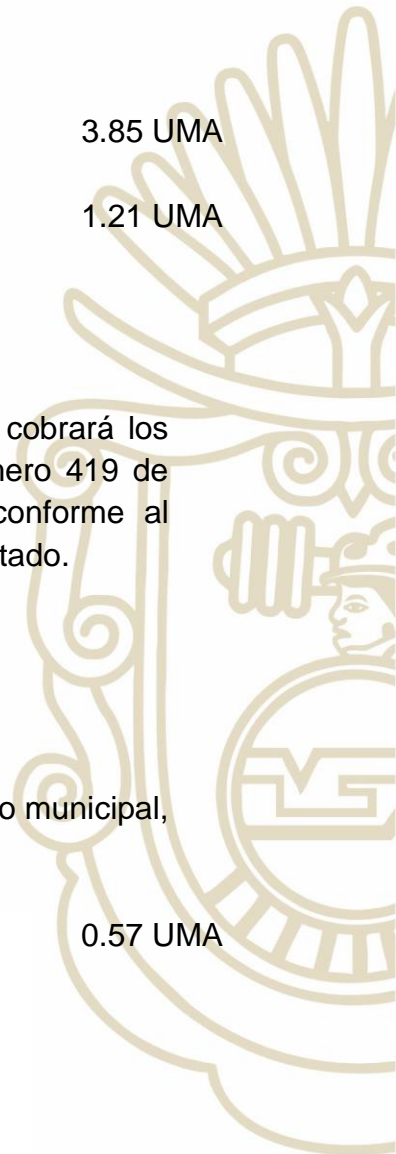 3.85 UMA
1.21 UMA
cobrará los
nero 419 de
conforme al
tado.
o municipal,
0.57 UMA